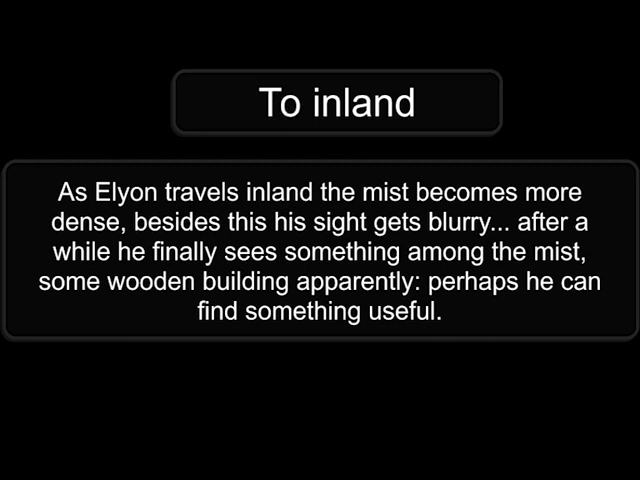 To inland
As Elyon travels inland the mist becomes more
dense, besides this his sight gets blurry... after a
while he finally sees something among the mist,
some wooden building apparently: perhaps he can
find something useful.